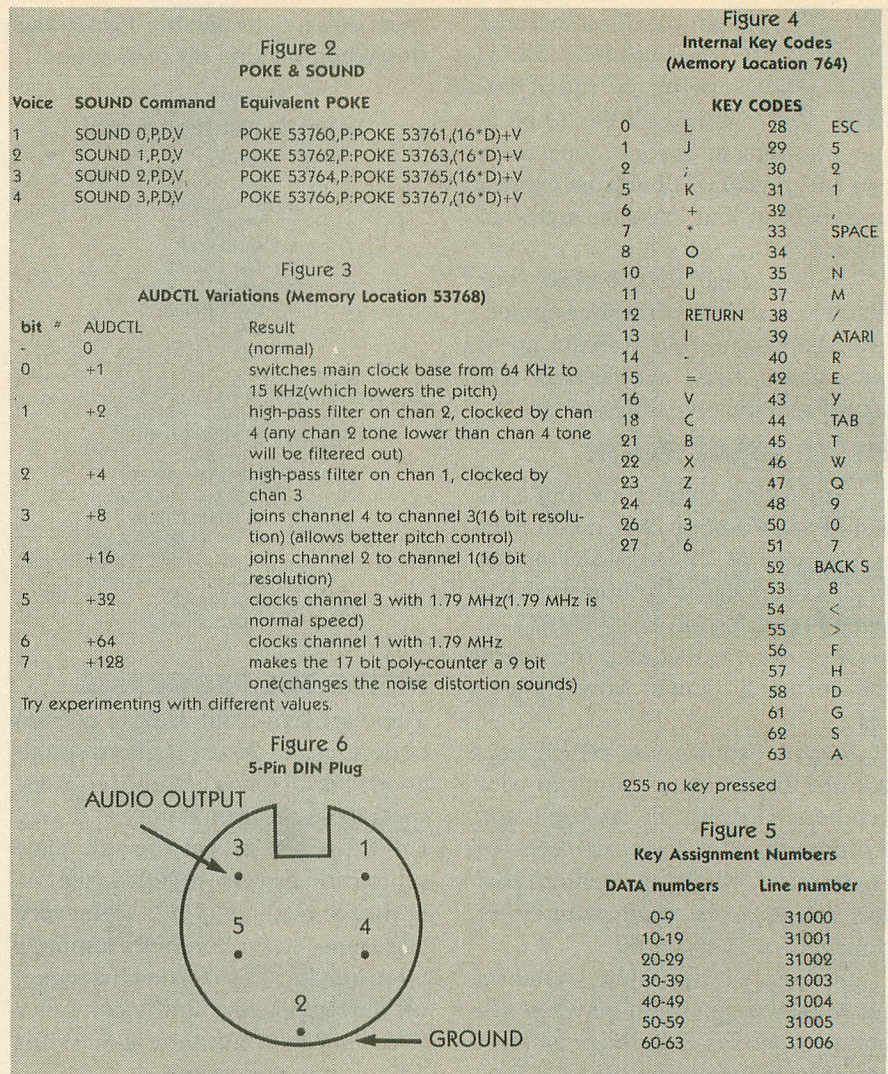 Figure 2
POKE & SOUND
Voice SOUND Command Equivalent POKE
1 SOUND 0,P,D,V POKE 53760,P:POKE 53761,(16*D)+V
2 SOUND 1,P,D,V POKE 53762,P:POKE 53763,(16*D)+V
3 SOUND 2,P,D,V POKE 53764,P:POKE 53765,(16*D)+V
4 SOUND 3,P,D,V POKE 53766,P:POKE 53767,(16*D)+V
Figure 3
AUDCTL Variations (Memory Location 53768)
bit # AUDCTL Result
- 0 (normal)
0 +1 switches main clock base from 64 KHz to
15 KHz(which lowers the pitch)
1 +2 high-pass filter on chan 2, clocked by chan
4 (any chan 2 tone lower than chan 4 tone
will be filtered out)
2 +4 high-pass filter on chan 1, clocked by
chan 3
3 +8 joins channel 4 to channel 3(16 bit resolu-
tion) (allows better pitch control)
4 +16 joins channel 2 to channel 1(16 bit
resolution)
5 +32 clocks channel 3 with 1.79 MHz(1.79 MHz is
normal speed)
6 +64 clocks channel 1 with 1.79 MHz
7 +128 makes the 17 bit poly-counter a 9 bit
one(changes the noise distortion sounds)
Try experimenting with different values.
Figure 6
5-Pin DIN Plug
AUDIO OUTPUT
3 1
5 4
2
GROUND
Figure 4
Internal Key Codes
(Memory Location 764)
KEY CODES
0 L 28 ESC
1 J 29 5
2 ; 30 2
5 K 31 1
6 + 32 ,
7 * 33 SPACE
8 O 34 .
10 P 35 N
11 U 37 M
12 RETURN 38 /
13 I 39 ATARI
14 - 40 R
15 = 42 E
16 V 43 Y
18 C 44 TAB
21 B 45 T
22 X 46 W
23 Z 47 Q
24 4 48 9
26 3 50 0
27 6 51 7
52 BACK S
53 8
54 <
55 >
56 F
57 H
58 D
61 G
62 S
63 A
255 no key pressed
Figure 5
Key Assignment Numbers
DATA numbers Line number
0-9 31000
10-19 31001
20-29 31002
30-39 31003
40-49 31004
50-59 31005
60-63 31006